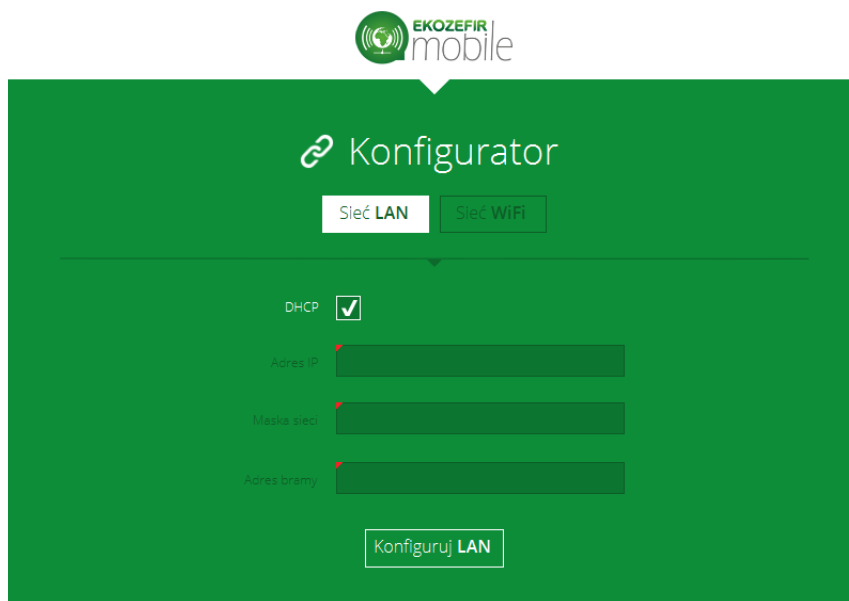 EKOZEFIR
mobile
Konfigurator
Sieć LAN Sieć WiFi
DHCP
Adres IP
Maska sieci
Adres bramy
Konfiguruj LAN